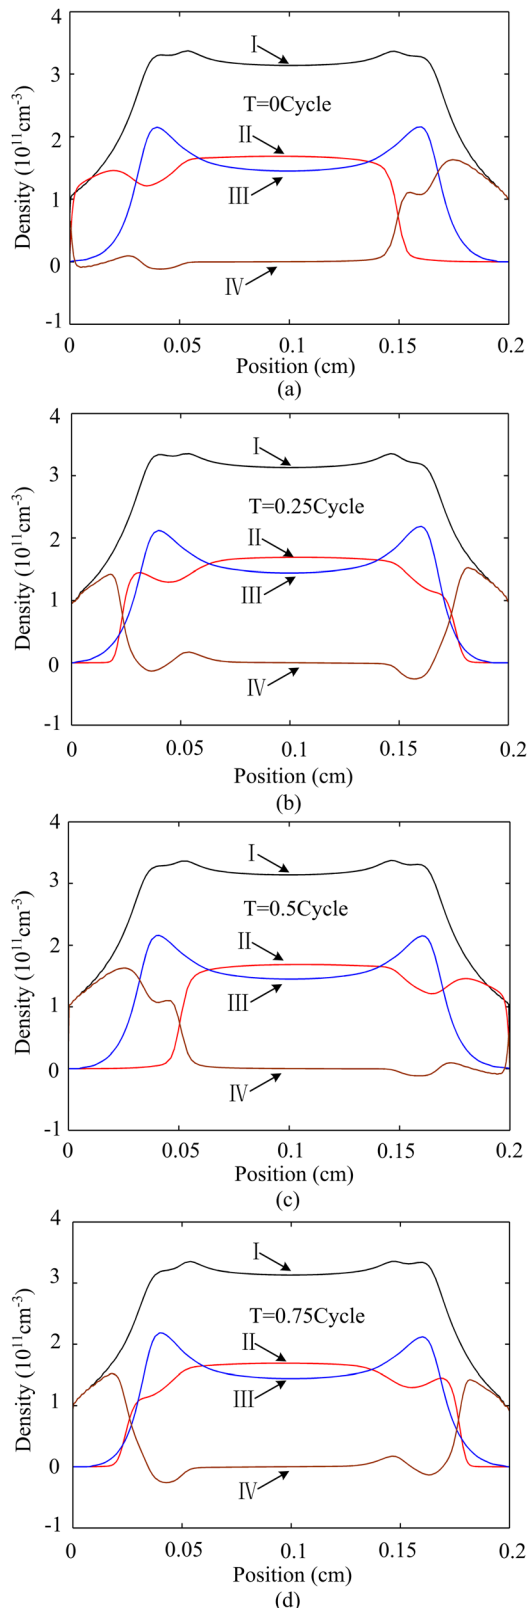 4
3
2
1
0
-1
Density (10¹¹cm⁻³)
Ⅰ
T=0Cycle
Ⅱ
Ⅲ
Ⅳ
0 0.05 0.1 0.15 0.2
Position (cm)
(a)
4
3
2
1
0
-1
Density (10¹¹cm⁻³)
Ⅰ
T=0.25Cycle
Ⅱ
Ⅲ
Ⅳ
0 0.05 0.1 0.15 0.2
Position (cm)
(b)
4
3
2
1
0
-1
Density (10¹¹cm⁻³)
Ⅰ
T=0.5Cycle
Ⅱ
Ⅲ
Ⅳ
0 0.05 0.1 0.15 0.2
Position (cm)
(c)
4
3
2
1
0
-1
Density (10¹¹cm⁻³)
Ⅰ
T=0.75Cycle
Ⅱ
Ⅲ
Ⅳ
0 0.05 0.1 0.15 0.2
Position (cm)
(d)